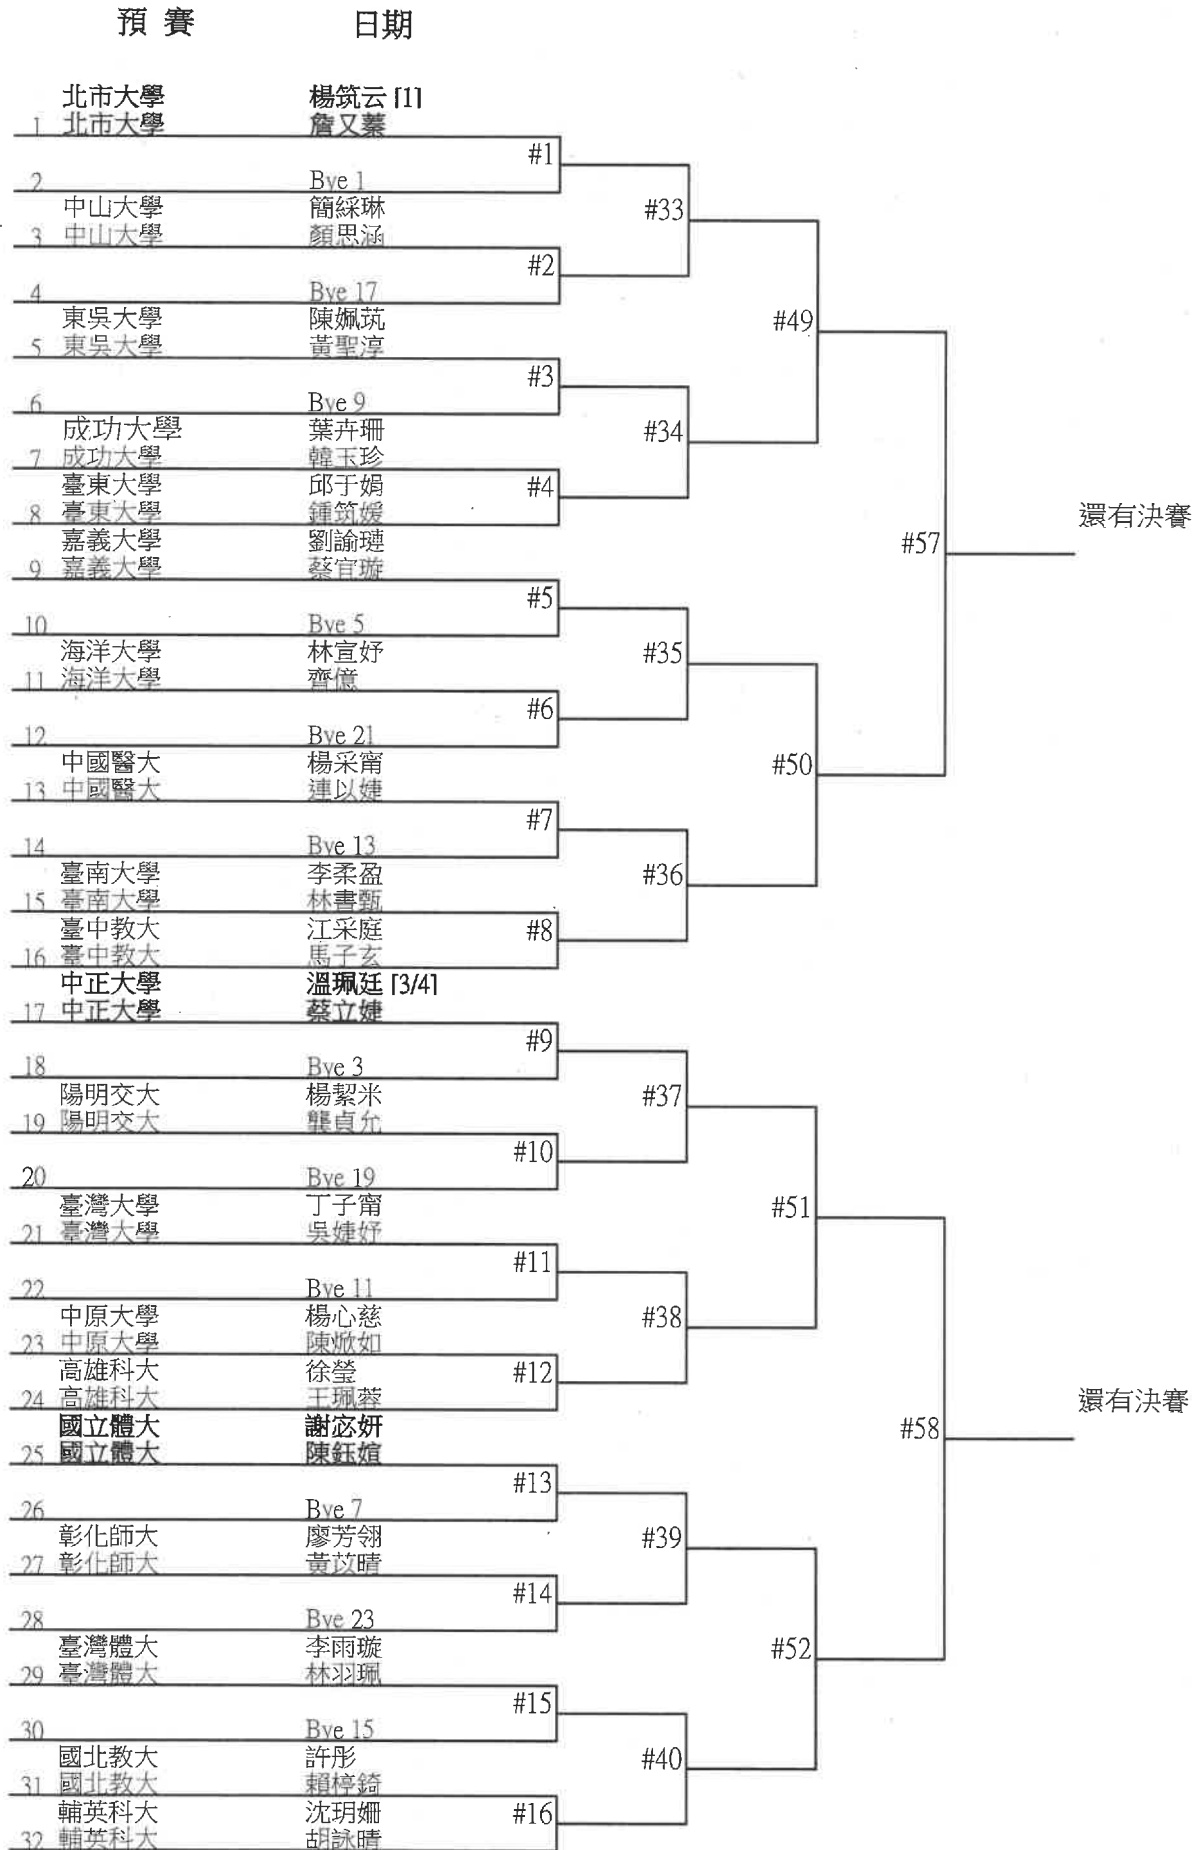 預 賽 日期
北市大學 楊筑云 [1]
1 北市大學 詹又蓁
#1
2 Bye 1
中山大學 簡綵琳 #33
3 中山大學 顏思涵
#2
4 Bye 17
東吳大學 陳姵筑 #49
5 東吳大學 黃聖淳
#3
6 Bye 9
成功大學 葉卉珊 #34
7 成功大學 韓玉珍
臺東大學 邱于娟 #4
8 臺東大學 鍾筑媛 還有決賽
嘉義大學 劉諭璉 #57
9 嘉義大學 蔡宜璇
#5
10 Bye 5
海洋大學 林宣妤 #35
11 海洋大學 齊億
#6
12 Bye 21
中國醫大 楊采甯 #50
13 中國醫大 連以婕
#7
14 Bye 13
臺南大學 李柔盈 #36
15 臺南大學 林書甄
臺中教大 江采庭 #8
16 臺中教大 馬子玄
中正大學 溫珮廷 [3/4]
17 中正大學 蔡立婕
#9
18 Bye 3
陽明交大 楊絜米 #37
19 陽明交大 龔貞允
#10
20 Bye 19
臺灣大學 丁子甯 #51
21 臺灣大學 吳婕妤
#11
22 Bye 11
中原大學 楊心慈 #38
23 中原大學 陳焮如
高雄科大 徐瑩 #12
24 高雄科大 王珮蓉 還有決賽
國立體大 謝宓妍 #58
25 國立體大 陳鈺媗
#13
26 Bye 7
彰化師大 廖芳翎 #39
27 彰化師大 黃苡晴
#14
28 Bye 23
臺灣體大 李雨璇 #52
29 臺灣體大 林羽珮
#15
30 Bye 15
國北教大 許彤 #40
31 國北教大 賴楟錡
輔英科大 沈玥姍 #16
32 輔英科大 胡詠晴